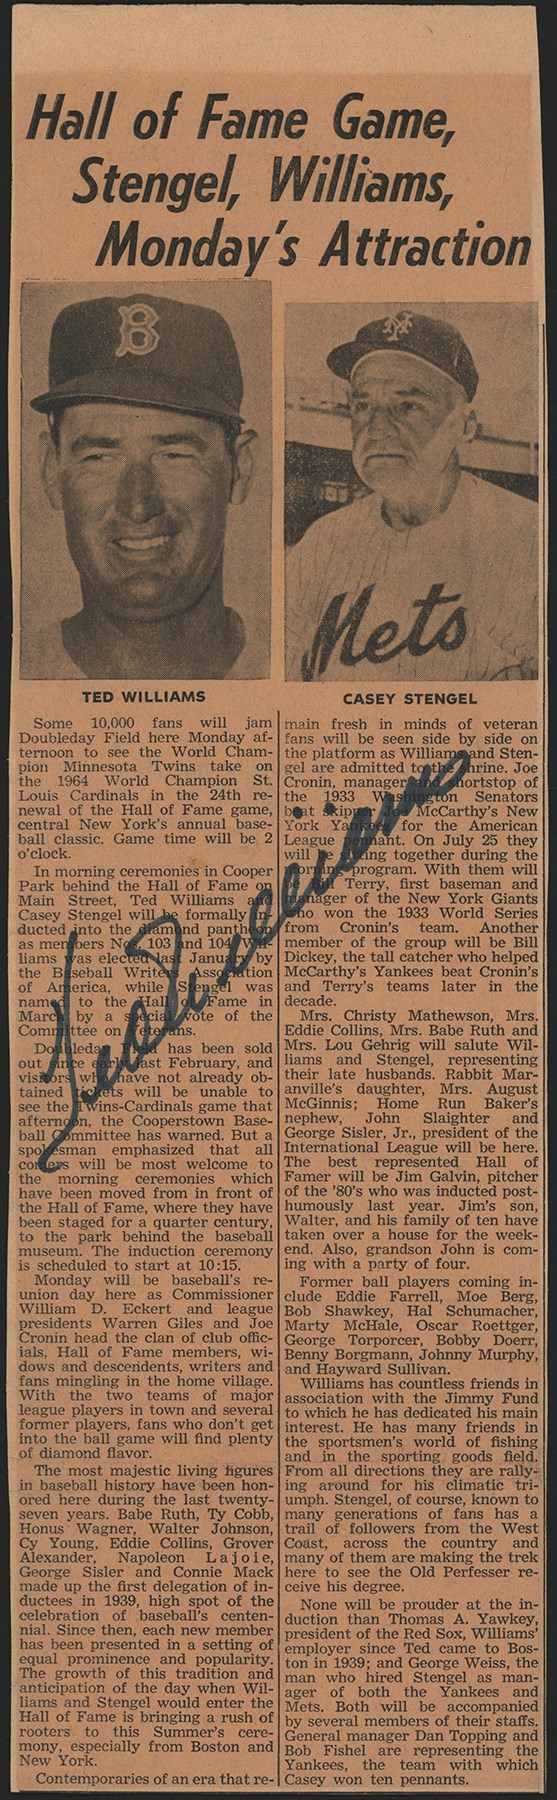 Hall of Fame Game,
Stengel, Williams,
Monday's Attraction
B
NY
Mets
TED WILLIAMS
CASEY STENGEL
Some 10,000 fans will jam
Doubleday Field here Monday af-
ternoon to see the World Cham-
pion Minnesota Twins take on
the 1964 World Champion St.
Louis Cardinals in the 24th re-
newal of the Hall of Fame game,
central New York's annual base-
ball classic. Game time will be 2
o'clock.
In morning ceremonies in Cooper
Park behind the Hall of Fame on
Main Street, Ted Williams and
Casey Stengel will be formally
ducted into the diamond
as members Nos. 103 and 104. Wil-
liams was elected last January by
the Baseball Writers Association
of America, while Stengel was
named to the Hall of Fame in
March by a special vote of the
Committee on Veterans.
Doubleday Field has been sold
out since early last February, and
visitors who have not already ob-
tained tickets will be unable to
see the Twins-Cardinals game that
afternoon, the Cooperstown Base-
ball Committee has warned. But a
spokesman emphasized that all
comers will be most welcome to
the morning ceremonies which
have been moved from in front of
the Hall of Fame, where they have
been staged for a quarter century,
to the park behind the baseball
museum. The induction ceremony
is scheduled to start at 10:15.
Monday will be baseball's re-
union day here as Commissioner
William D. Eckert and league
presidents Warren Giles and Joe
Cronin head the clan of club offic-
ials, Hall of Fame members, wi-
dows and descendents, writers and
fans mingling in the home village.
With the two teams of major
league players in town and several
former players, fans who don't get
into the ball game will find plenty
of diamond flavor.
The most majestic living figures
in baseball history have been hon-
ored here during the last twenty-
seven years. Babe Ruth, Ty Cobb,
Honus Wagner, Walter Johnson,
Cy Young, Eddie Collins, Grover
Alexander, Napoleon Lajoie,
George Sisler and Connie Mack
made up the first delegation of in-
ductees in 1939, high spot of the
celebration of baseball's centen-
nial. Since then, each new member
has been presented in a setting of
equal prominence and popularity.
The growth of this tradition and
anticipation of the day when Wil-
liams and Stengel would enter the
Hall of Fame is bringing a rush of
rooters to this Summer's cere-
mony, especially from Boston and
New York.
Contemporaries of an era that re-
main fresh in minds of veteran
fans will be seen side by side on
the platform as Williams and Sten-
gel are admitted to the shrine. Joe
Cronin, manager and shortstop of
the 1933 Washington Senators
beat skipper Joe McCarthy's New
York Yankees for the American
League pennant. On July 25 they
will be together during the
program. With them will
be Bill Terry, first baseman and
manager of the New York Giants
who won the 1933 World Series
from Cronin's team. Another
member of the group will be Bill
Dickey, the tall catcher who helped
McCarthy's Yankees beat Cronin's
and Terry's teams later in the
decade.
Mrs. Christy Mathewson, Mrs.
Eddie Collins, Mrs. Babe Ruth and
Mrs. Lou Gehrig will salute Wil-
liams and Stengel, representing
their late husbands. Rabbit Mar-
anville's daughter, Mrs. August
McGinnis; Home Run Baker's
nephew, John Slaighter and
George Sisler, Jr., president of the
International League will be here.
The best represented Hall of
Famer will be Jim Galvin, pitcher
of the '80's who was inducted post-
humously last year. Jim's son,
Walter, and his family of ten have
taken over a house for the week-
end. Also, grandson John is com-
ing with a party of four.
Former ball players coming in-
clude Eddie Farrell, Moe Berg,
Bob Shawkey, Hal Schumacher,
Marty McHale, Oscar Roettger,
George Torporcer, Bobby Doerr,
Benny Borgmann, Johnny Murphy,
and Hayward Sullivan.
Williams has countless friends in
association with the Jimmy Fund
to which he has dedicated his main
interest. He has many friends in
the sportsmen's world of fishing
and in the sporting goods field.
From all directions they are rally-
ing around for his climatic tri-
umph. Stengel, of course, known to
many generations of fans has a
trail of followers from the West
Coast, across the country and
many of them are making the trek
here to see the Old Perfesser re-
ceive his degree.
None will be prouder at the in-
duction than Thomas A. Yawkey,
president of the Red Sox, Williams'
employer since Ted came to Bos-
ton in 1939; and George Weiss, the
man who hired Stengel as man-
ager of both the Yankees and
Mets. Both will be accompanied
by several members of their staffs.
General manager Dan Topping and
Bob Fishel are representing the
Yankees, the team with which
Casey won ten pennants.
Ted Williams